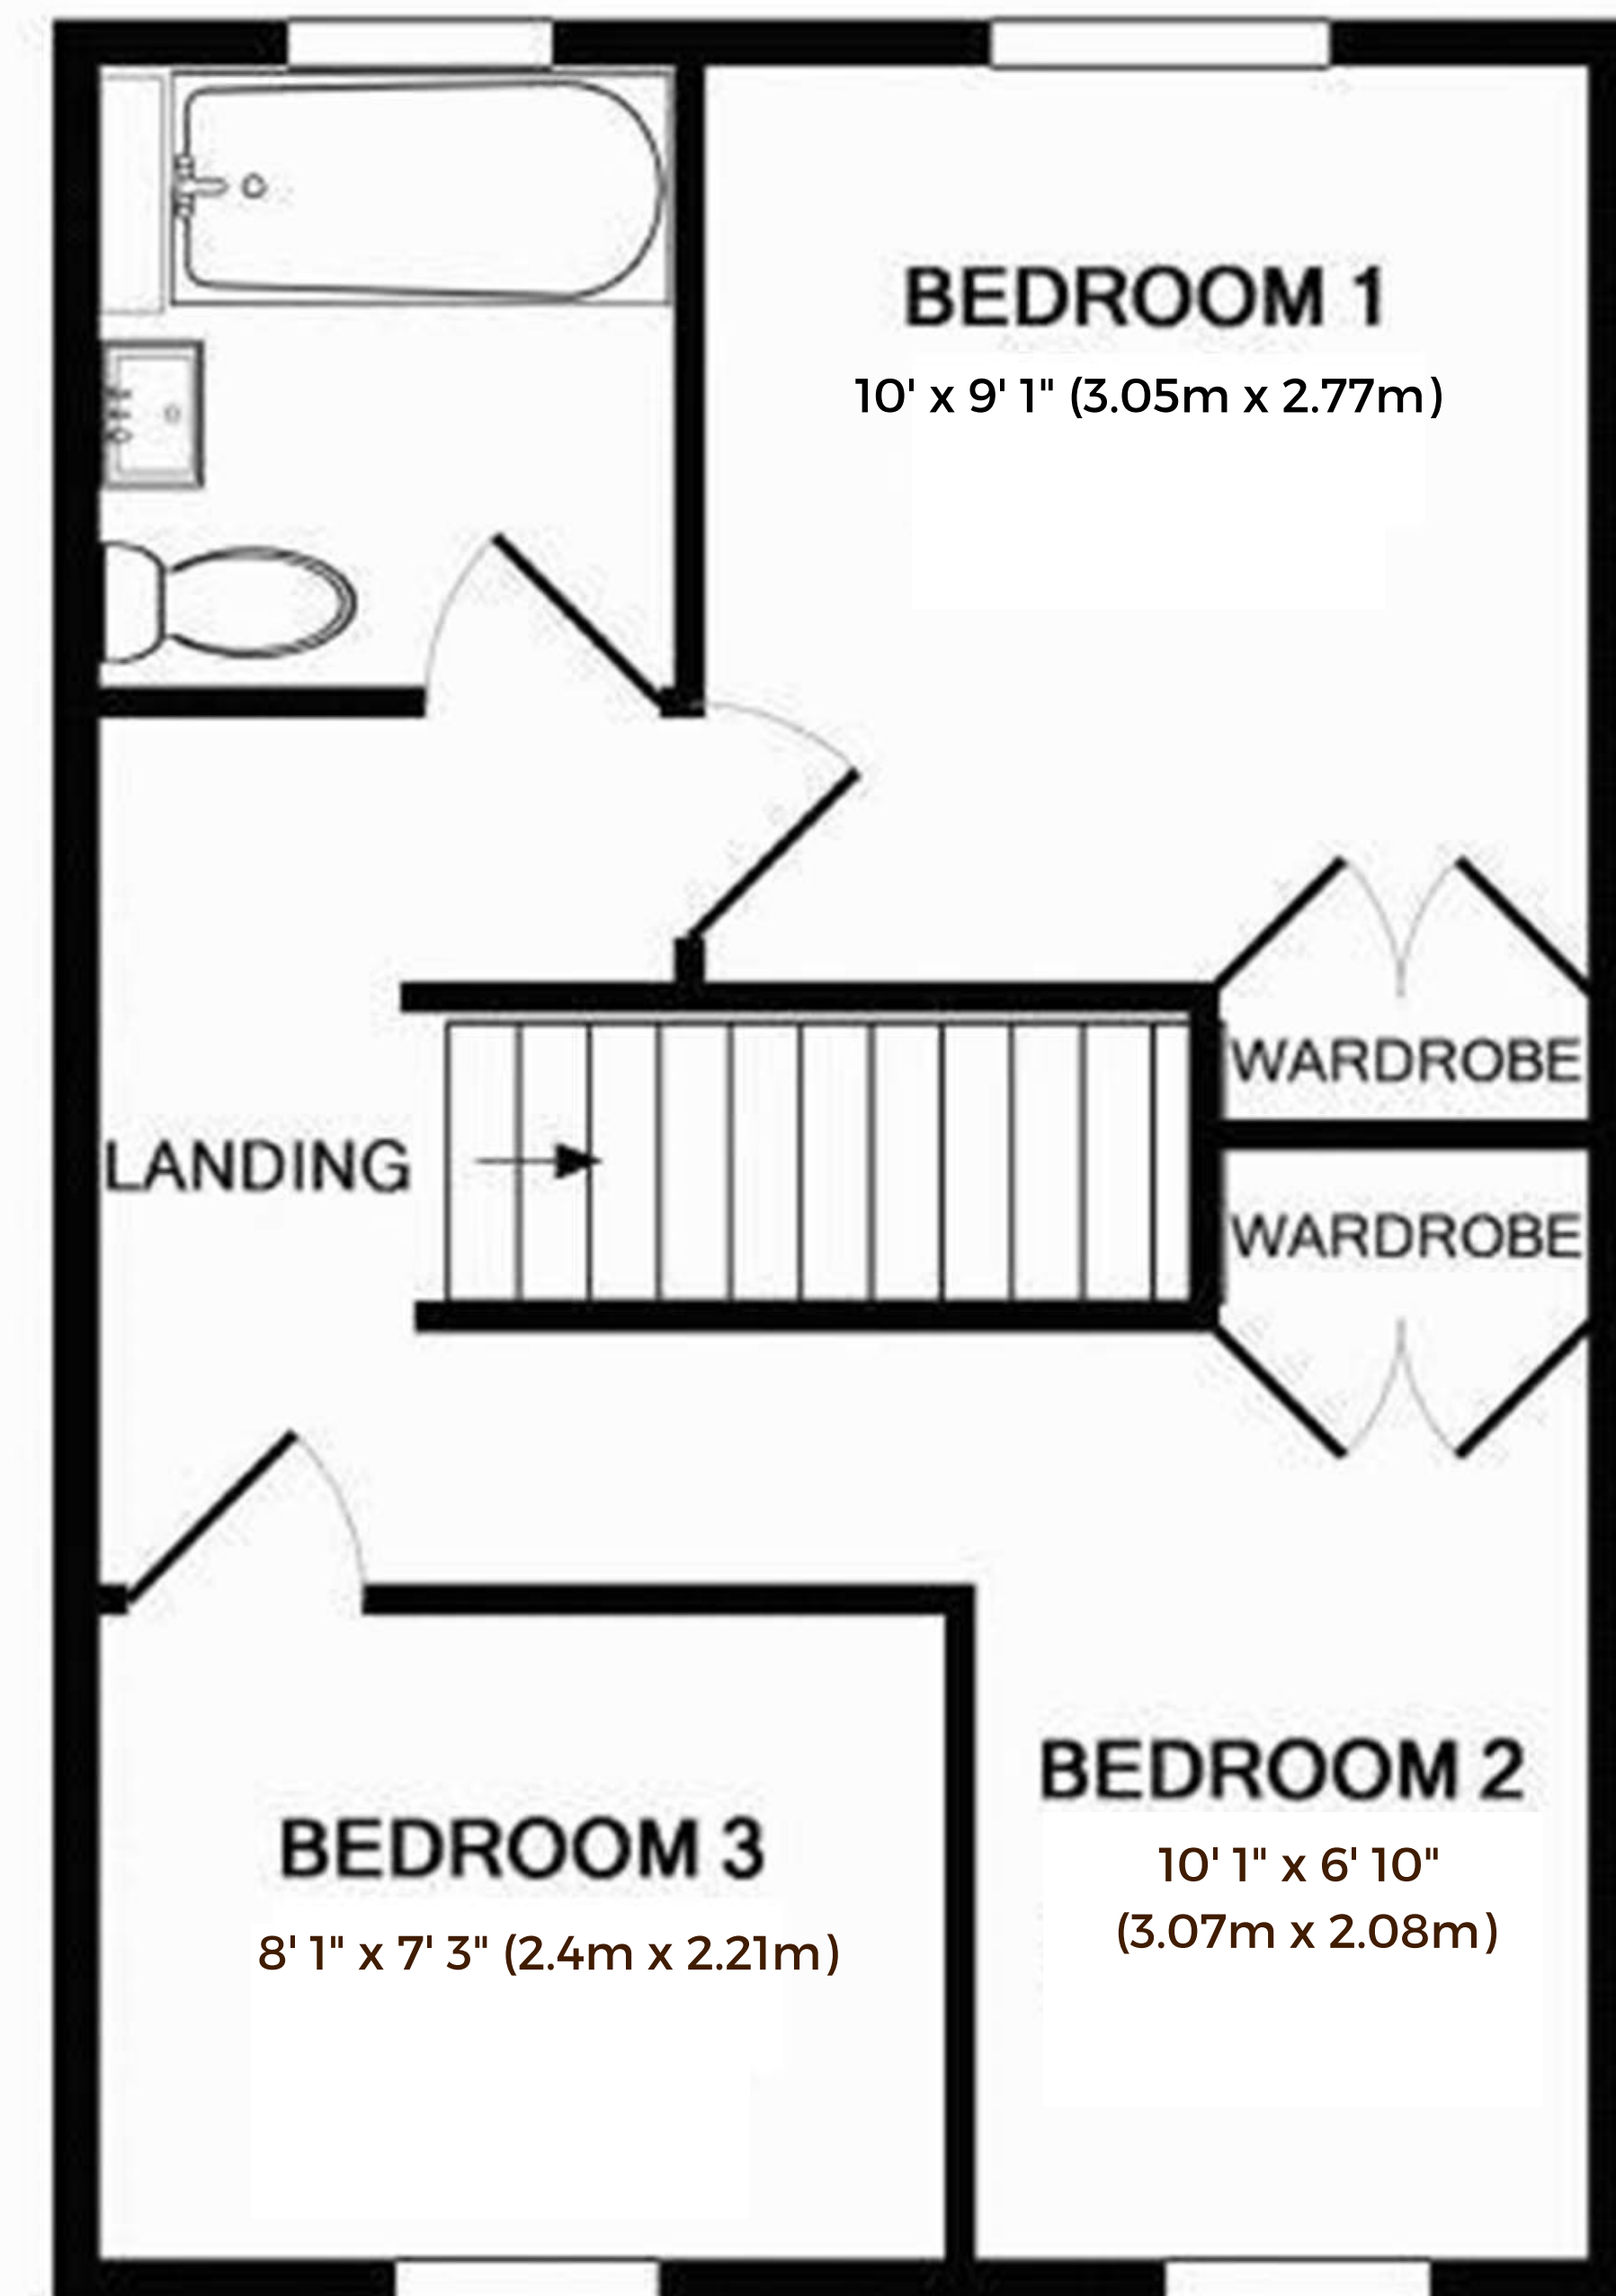 BEDROOM 1
10' x 9' 1" (3.05m x 2.77m)
WARDROBE
LANDING
WARDROBE
BEDROOM 2
10' 1" x 6' 10"
(3.07m x 2.08m)
BEDROOM 3
8' 1" x 7' 3" (2.4m x 2.21m)